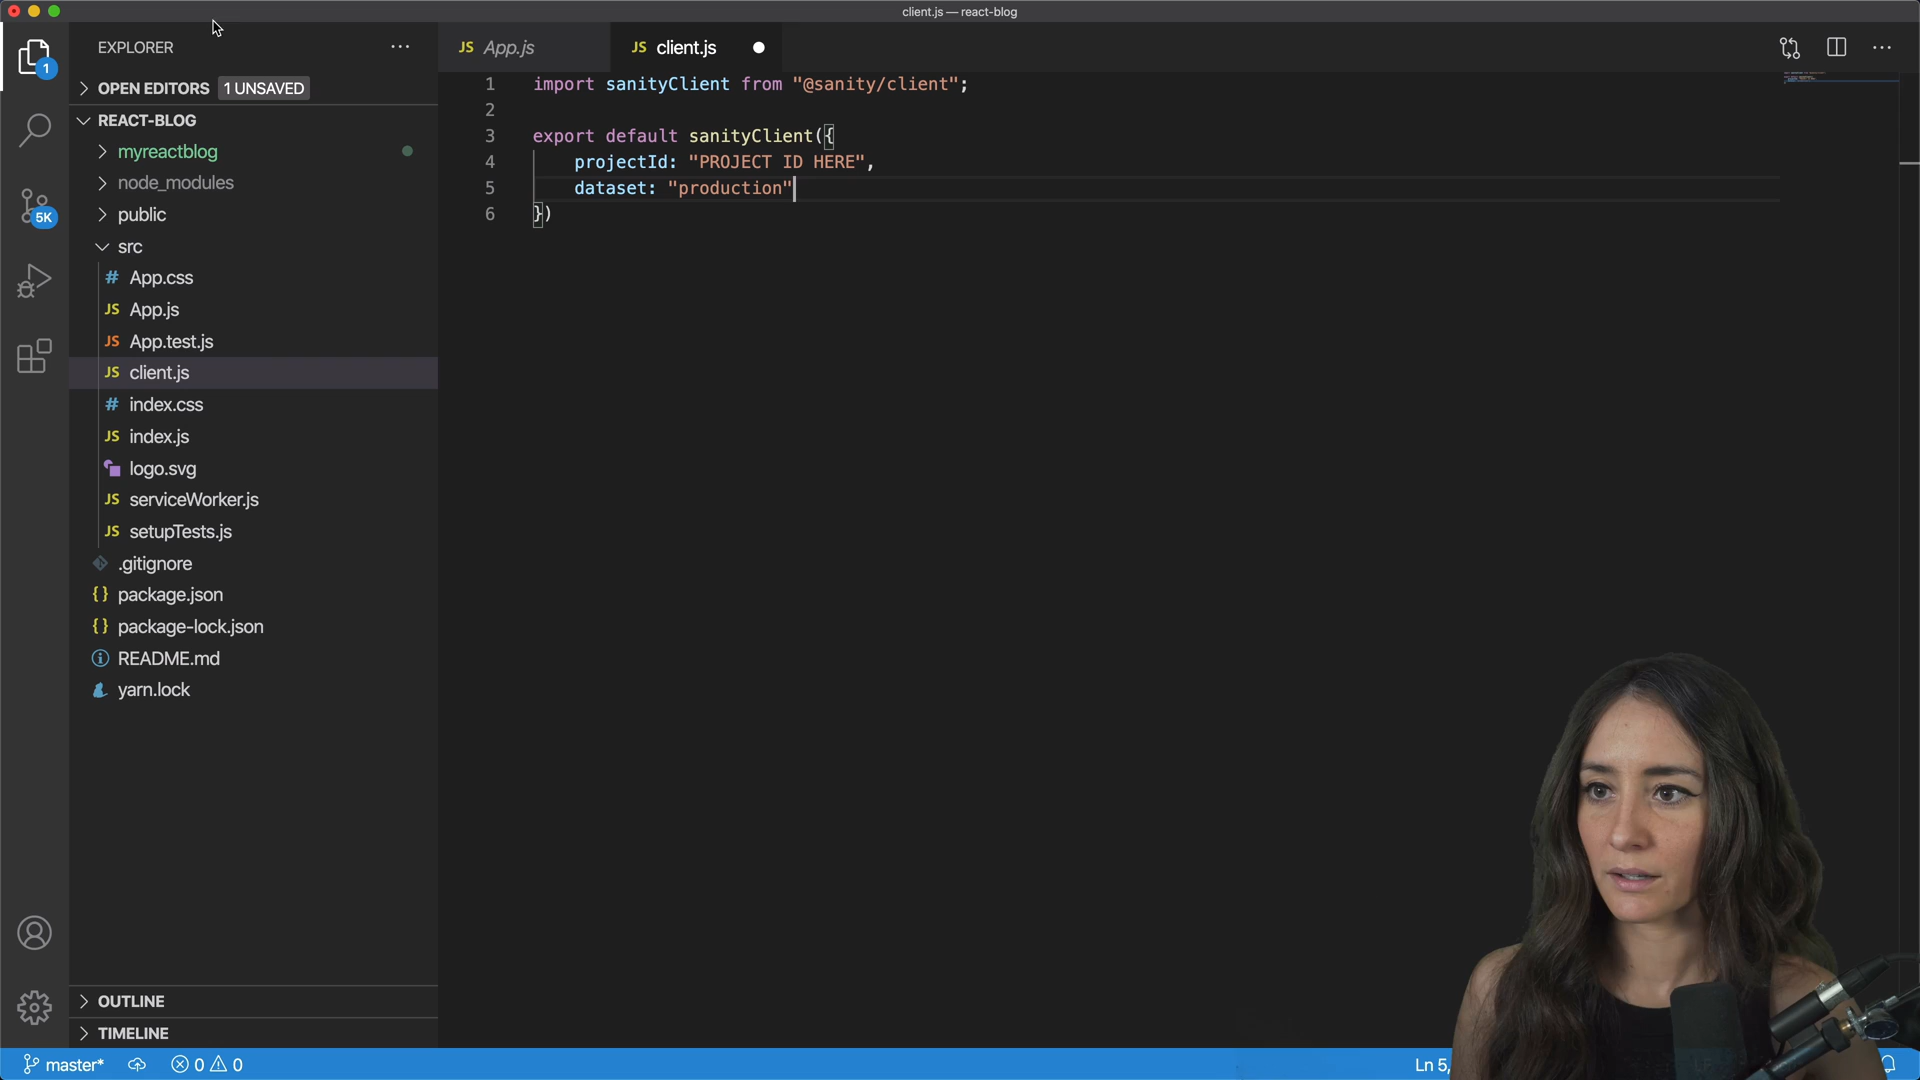 client.js — react-blog
EXPLORER
OPEN EDITORS 1 UNSAVED
REACT-BLOG
myreactblog
node_modules
public
src
# App.css
JS App.js
JS App.test.js
JS client.js
# index.css
JS index.js
logo.svg
JS serviceWorker.js
JS setupTests.js
.gitignore
{} package.json
{} package-lock.json
README.md
yarn.lock
OUTLINE
TIMELINE
1
5K
JS App.js
JS client.js
1 import sanityClient from "@sanity/client";
2
3 export default sanityClient({
4 projectId: "PROJECT ID HERE",
5 dataset: "production"
6 })
master* 0 0
Ln 5,